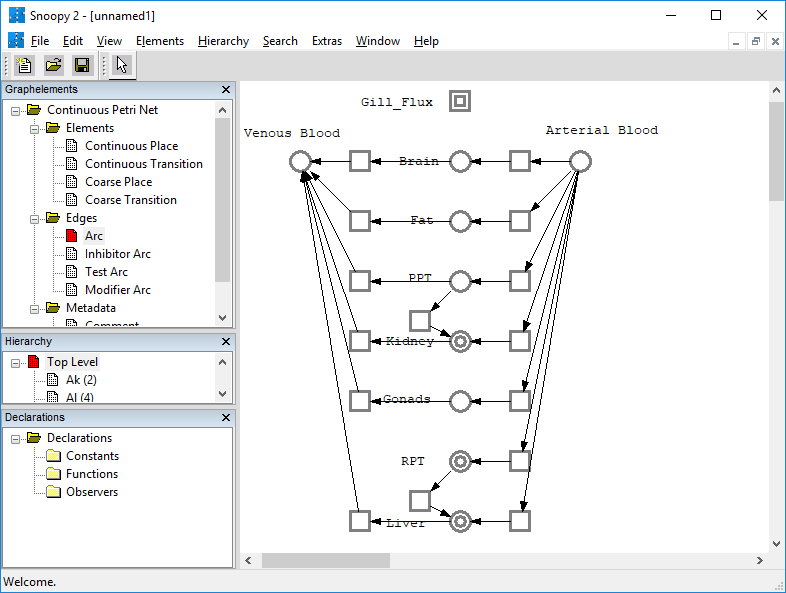 Snoopy 2 - [unnamed1]
File Edit View Elements Hierarchy Search Extras Window Help
Graphelements
Continuous Petri Net
Elements
Continuous Place
Continuous Transition
Coarse Place
Coarse Transition
Edges
Arc
Inhibitor Arc
Test Arc
Modifier Arc
Metadata
Comment
Hierarchy
Top Level
Ak (2)
Al (4)
Declarations
Declarations
Constants
Functions
Observers
Gill_Flux
Venous Blood
Arterial Blood
Brain
Fat
PPT
Kidney
Gonads
RPT
Liver
Welcome.